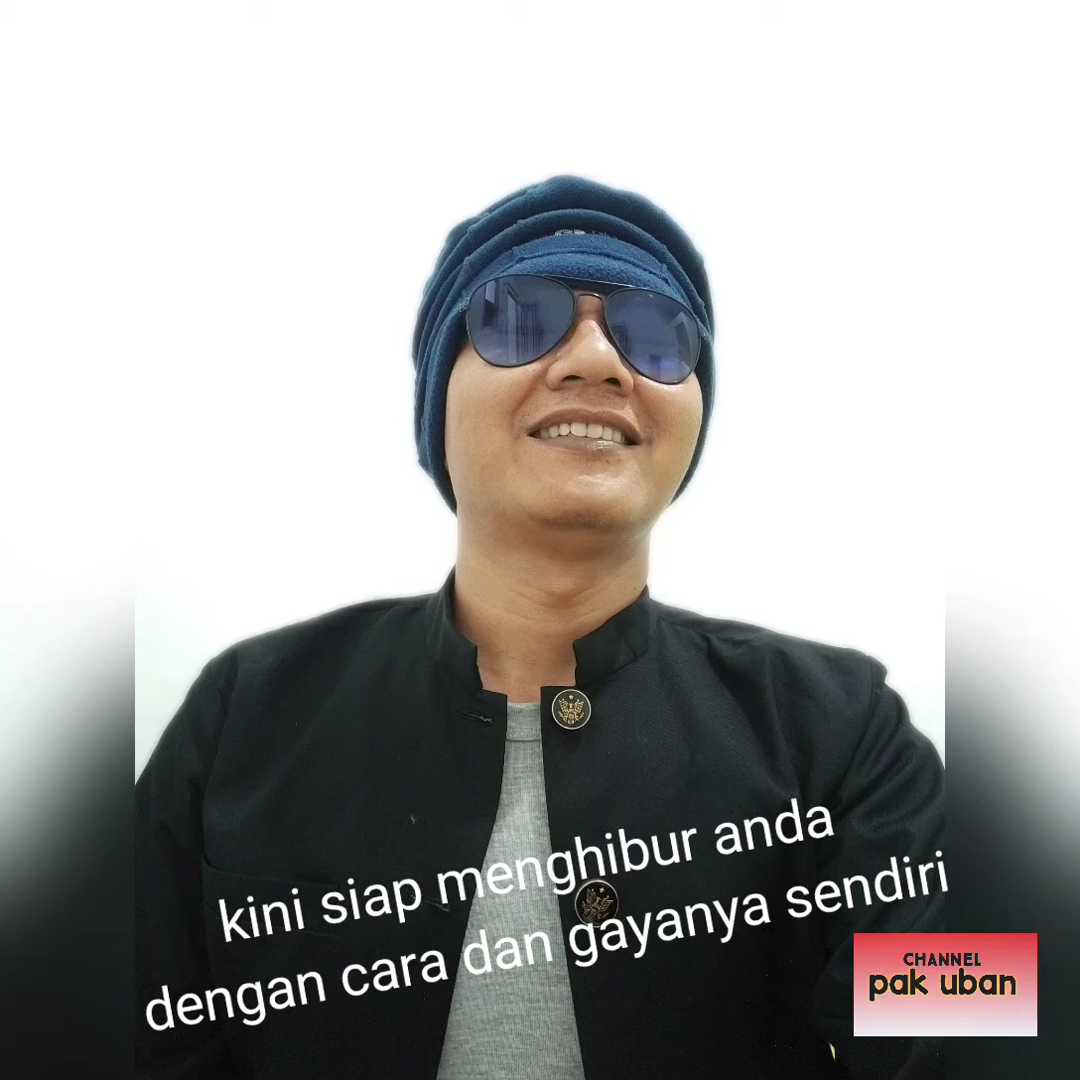 kini siap menghibur anda
dengan cara dan gayanya sendiri
CHANNEL
pak uban